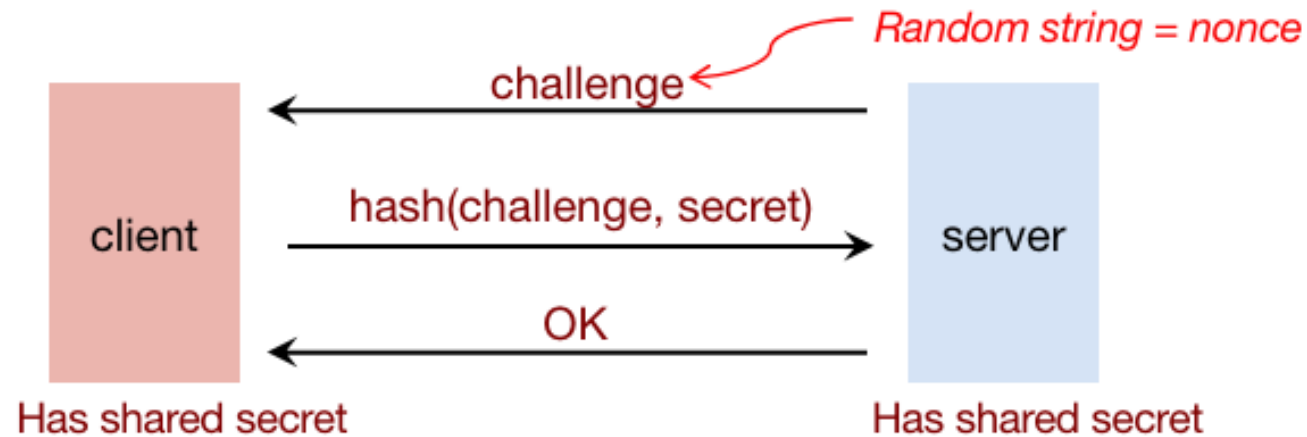 Random string = nonce
challenge
hash(challenge, secret)
client
server
OK
Has shared secret
Has shared secret